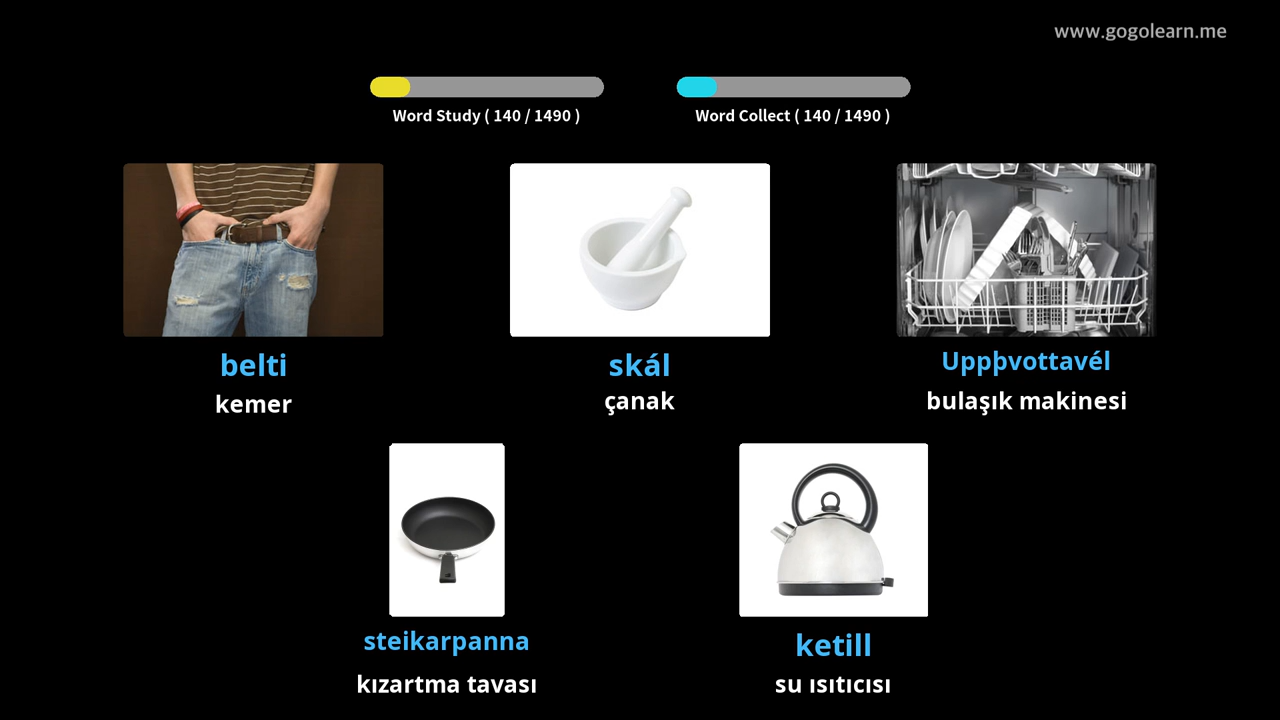 www.gogolearn.me
Word Study ( 140 / 1490 )
Word Collect ( 140 / 1490 )
belti
kemer
skál
çanak
Uppþvottavél
bulaşık makinesi
steikarpanna
kızartma tavası
ketill
su ısıtıcısı